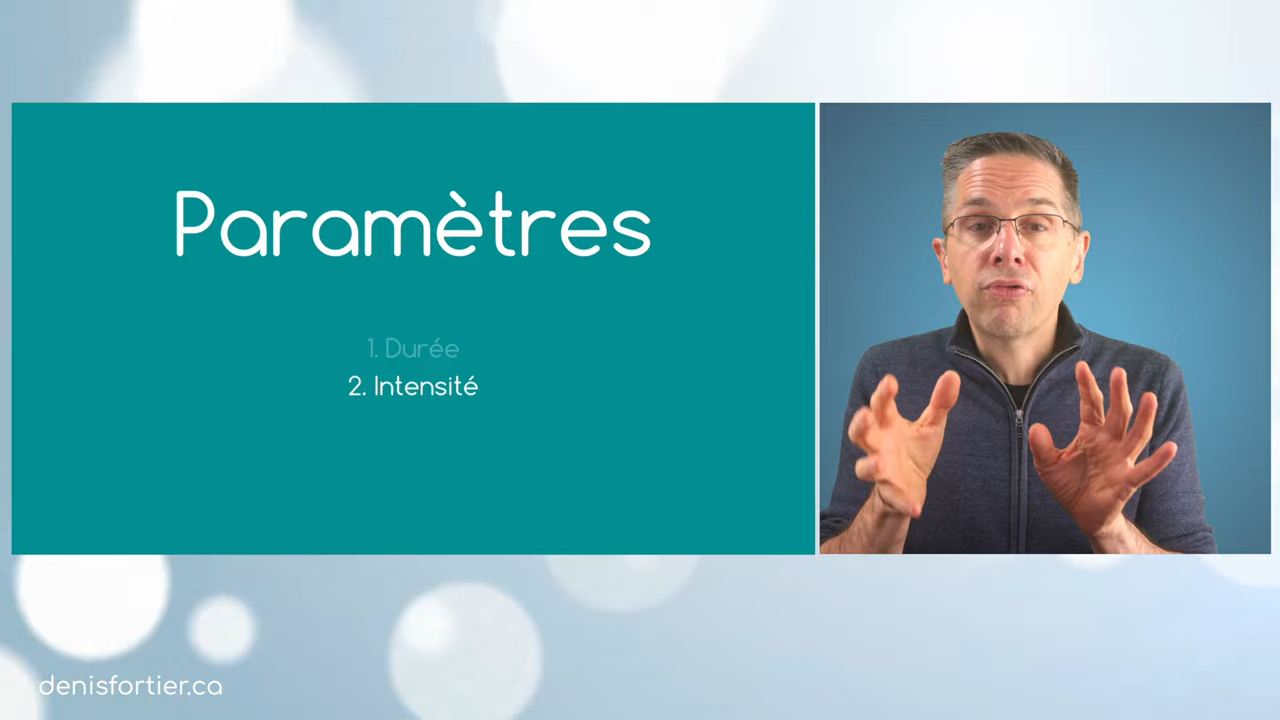 Paramètres
1. Durée
2. Intensité
denisfortier.ca